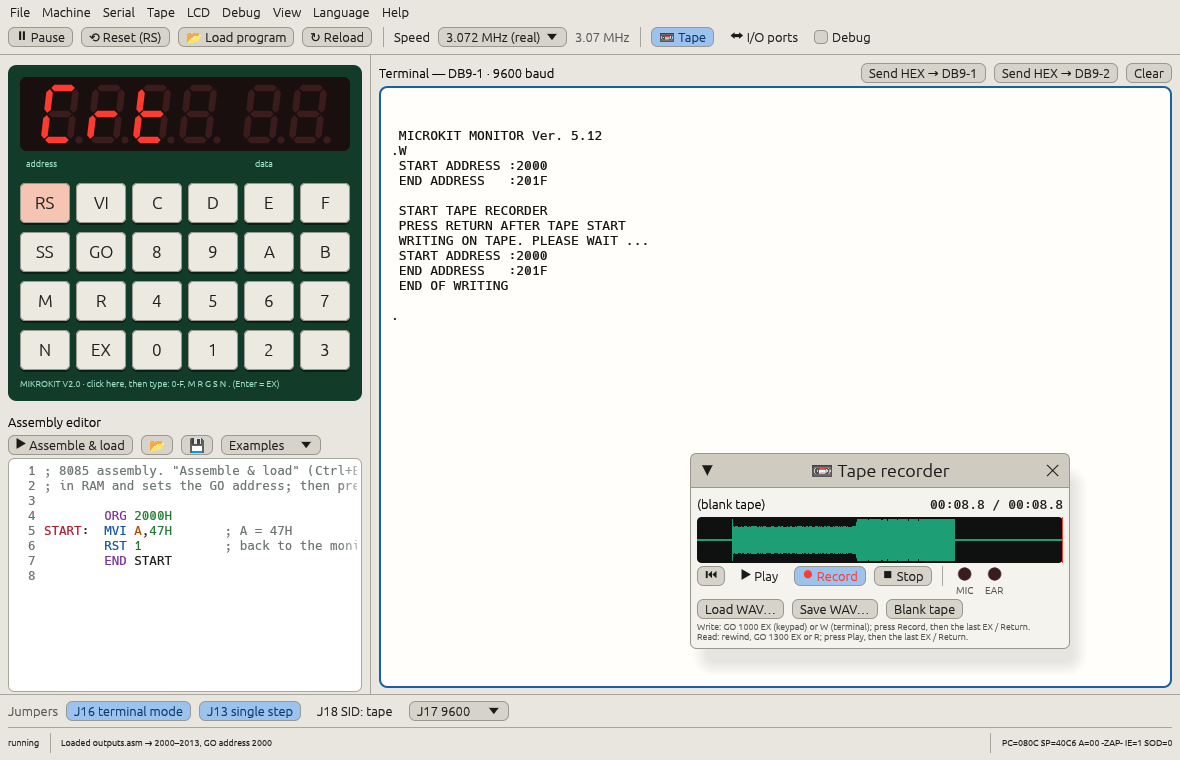 File Machine Serial Tape LCD Debug View Language Help
Pause Reset (RS) Load program Reload Speed 3.072 MHz (real) 3.07 MHz Tape I/O ports Debug
Crt
address data
RS VI C D E F
SS GO 8 9 A B
M R 4 5 6 7
N EX 0 1 2 3
MIKROKIT V2.0 · click here, then type: 0-F, M R G S N . (Enter = EX)
Assembly editor
Assemble & load Examples
1 ; 8085 assembly. "Assemble & load" (Ctrl+
2 ; in RAM and sets the GO address; then pre
3
4 ORG 2000H
5 START: MVI A,47H ; A = 47H
6 RST 1 ; back to the moni
7 END START
8
Terminal — DB9-1 · 9600 baud Send HEX → DB9-1 Send HEX → DB9-2 Clear
MICROKIT MONITOR Ver. 5.12
.W
START ADDRESS :2000
END ADDRESS :201F
START TAPE RECORDER
PRESS RETURN AFTER TAPE START
WRITING ON TAPE. PLEASE WAIT ...
START ADDRESS :2000
END ADDRESS :201F
END OF WRITING
.
Tape recorder
(blank tape) 00:08.8 / 00:08.8
Play Record Stop MIC EAR
Load WAV... Save WAV... Blank tape
Write: GO 1000 EX (keypad) or W (terminal); press Record, then the last EX / Return.
Read: rewind, GO 1300 EX or R; press Play, then the last EX / Return.
Jumpers J16 terminal mode J13 single step J18 SID: tape J17 9600
running Loaded outputs.asm → 2000–2013, GO address 2000 PC=080C SP=40C6 A=00 -ZAP- IE=1 SOD=0